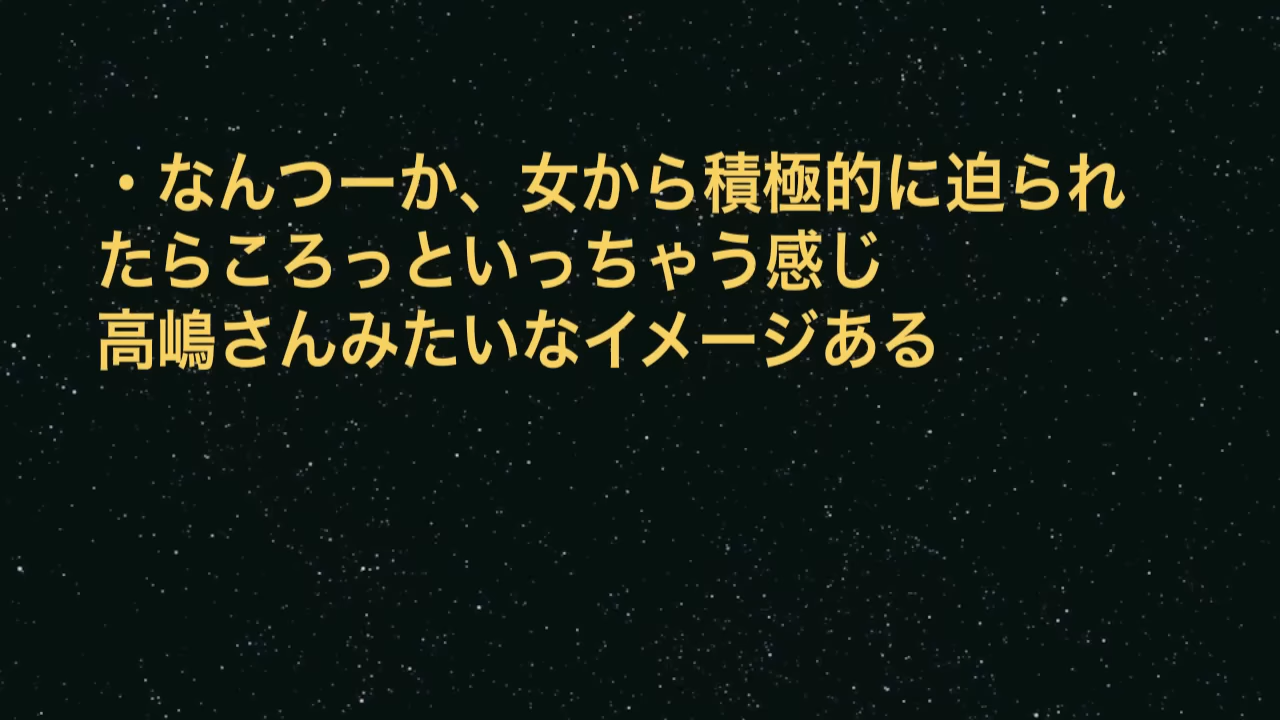 ・なんつーか、女から積極的に迫られ
たらころっといっちゃう感じ
高嶋さんみたいなイメージある